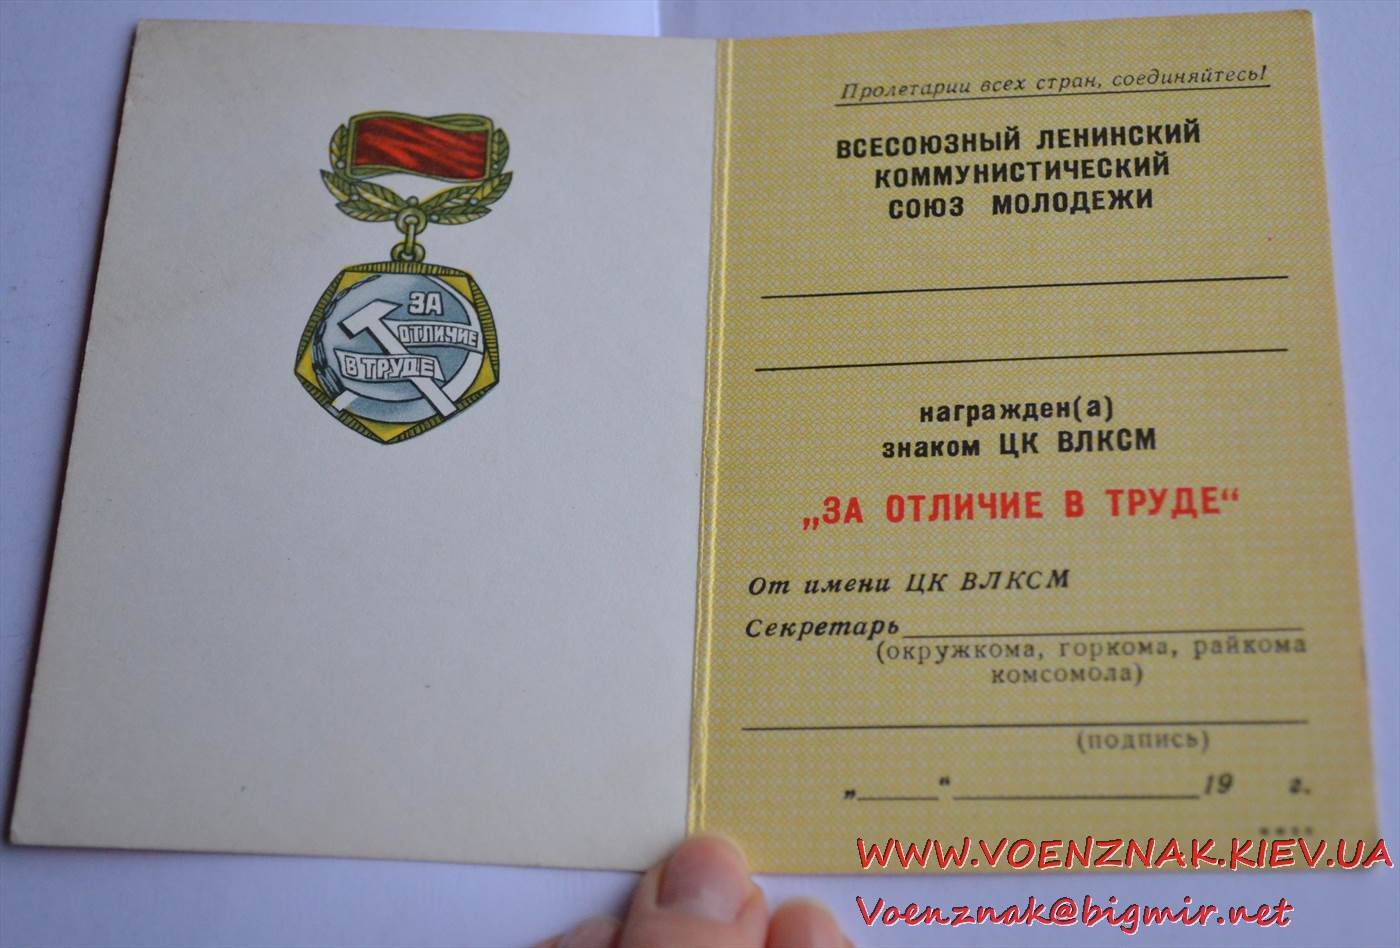 ЗА
ОТЛИЧИЕ
В ТРУДЕ
Пролетарии всех стран, соединяйтесь!
ВСЕСОЮЗНЫЙ ЛЕНИНСКИЙ
КОММУНИСТИЧЕСКИЙ
СОЮЗ МОЛОДЕЖИ
награжден(а)
знаком ЦК ВЛКСМ
„ЗА ОТЛИЧИЕ В ТРУДЕ“
От имени ЦК ВЛКСМ
Секретарь
(окружкома, горкома, райкома
комсомола)
(подпись)
„ “ 19 г.
WWW.VOENZNAK.KIEV.UA
Voenznak@bigmir.net